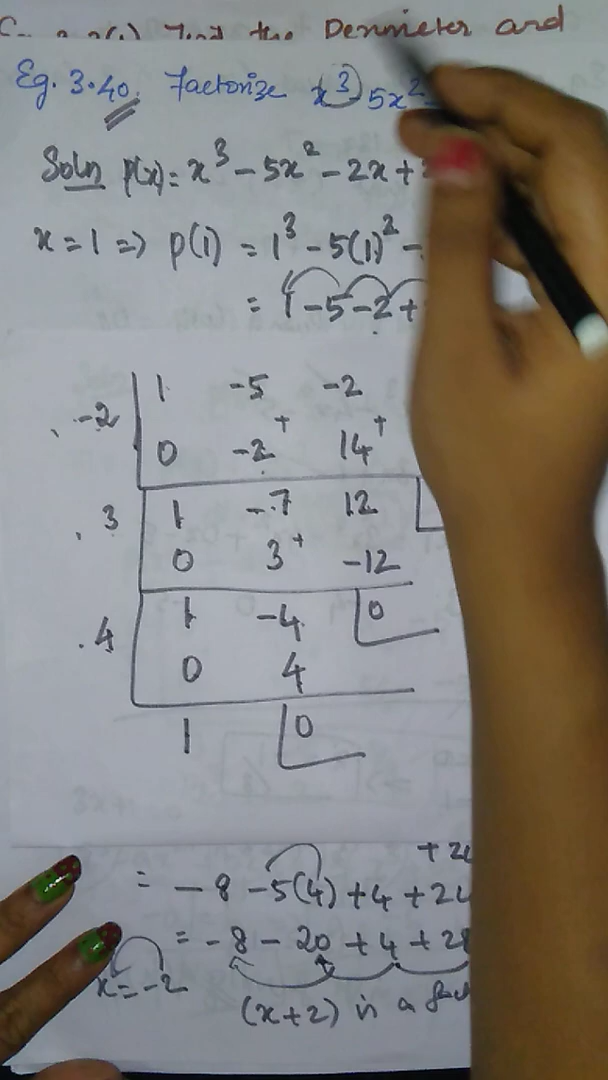 the Perimeter and
Eg. 3.40. Factorize x³ 5x²
Soln p(x) = x³ - 5x² - 2x +
x = 1 => p(1) = 1³ - 5(1)² -
= 1 - 5 - 2 +
-2 1 -5 -2
0 -2 + 14 +
3 1 -7 12
0 3 + -12
4 1 -4 0
0 4
1 0
+ 24
= - 8 - 5(4) + 4 + 24
= - 8 - 20 + 4 + 28
x = -2
(x+2) is a